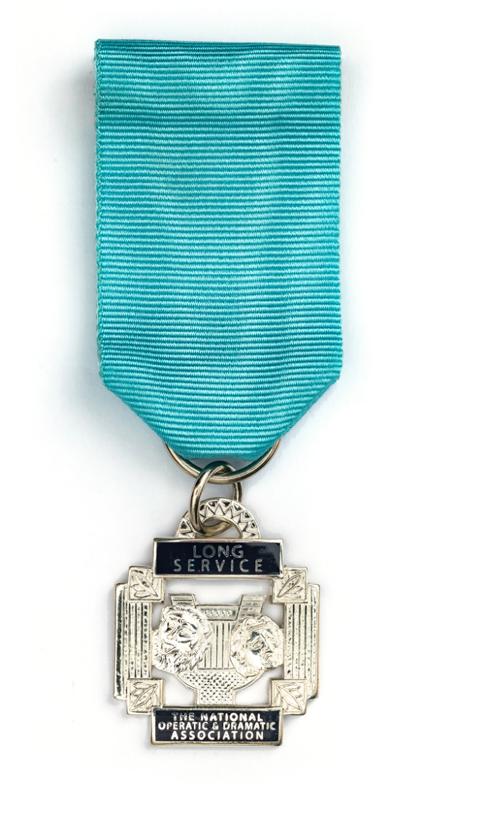 LONG
SERVICE
THE NATIONAL
OPERATIC & DRAMATIC
ASSOCIATION